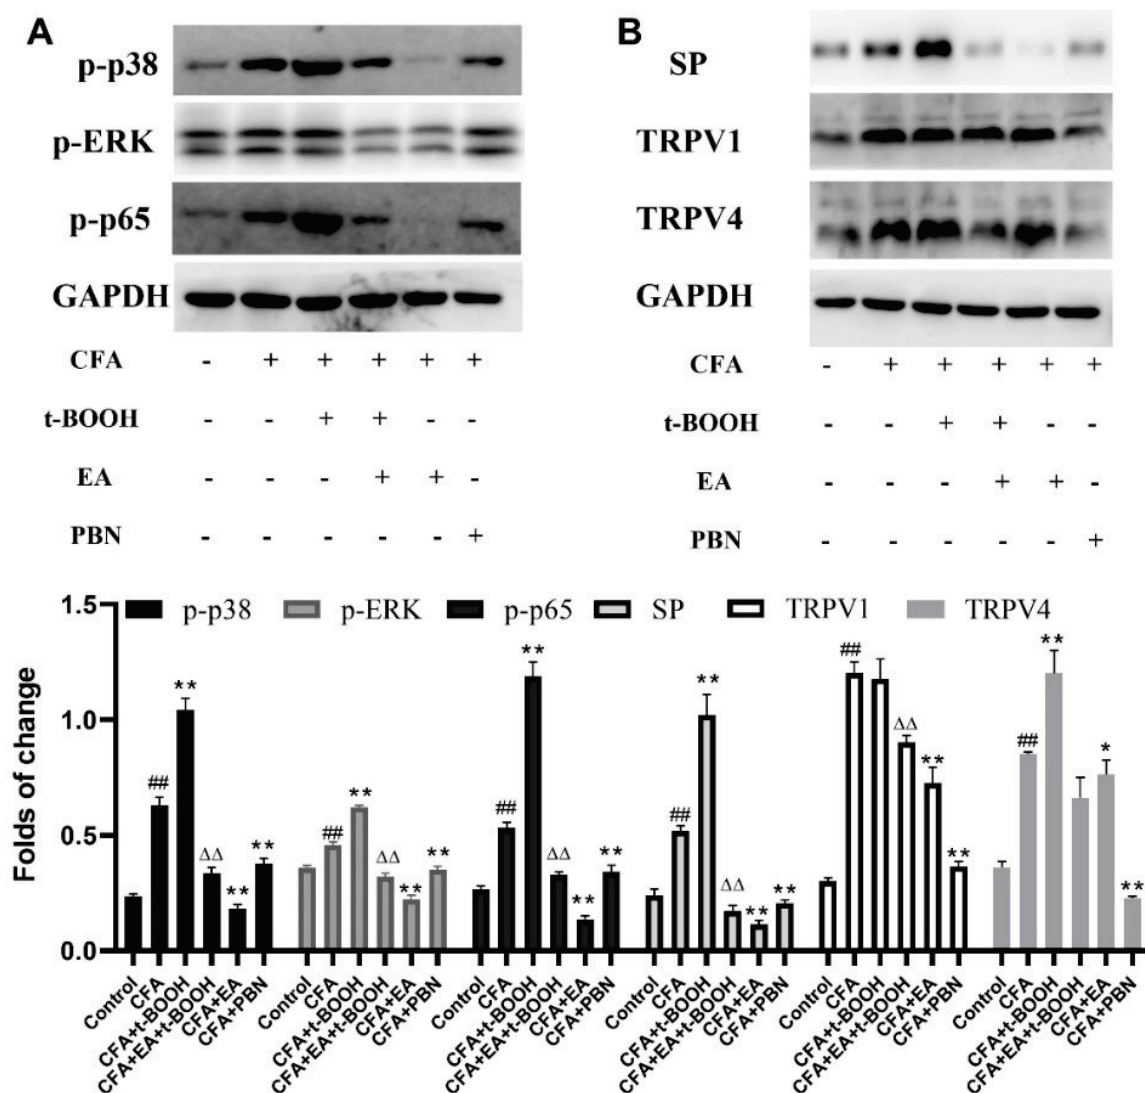 A
p-p38
p-ERK
p-p65
GAPDH
CFA - + + + + +
t-BOOH - - + + - -
EA - - - + + -
PBN - - - - - +
B
SP
TRPV1
TRPV4
GAPDH
CFA - + + + + +
t-BOOH - - + + - -
EA - - - + + -
PBN - - - - - +
p-p38 p-ERK p-p65 SP TRPV1 TRPV4
Folds of change
1.5
1.0
0.5
0.0
## ** ΔΔ ** **
## ** ΔΔ ** **
## ** ΔΔ ** **
## ** ΔΔ ** **
## ΔΔ ** **
## ** * **
Control
CFA
CFA+t-BOOH
CFA+EA+t-BOOH
CFA+EA
CFA+PBN
Control
CFA
CFA+t-BOOH
CFA+EA+t-BOOH
CFA+EA
CFA+PBN
Control
CFA
CFA+t-BOOH
CFA+EA+t-BOOH
CFA+EA
CFA+PBN
Control
CFA
CFA+t-BOOH
CFA+EA+t-BOOH
CFA+EA
CFA+PBN
Control
CFA
CFA+t-BOOH
CFA+EA+t-BOOH
CFA+EA
CFA+PBN
Control
CFA
CFA+t-BOOH
CFA+EA+t-BOOH
CFA+EA
CFA+PBN